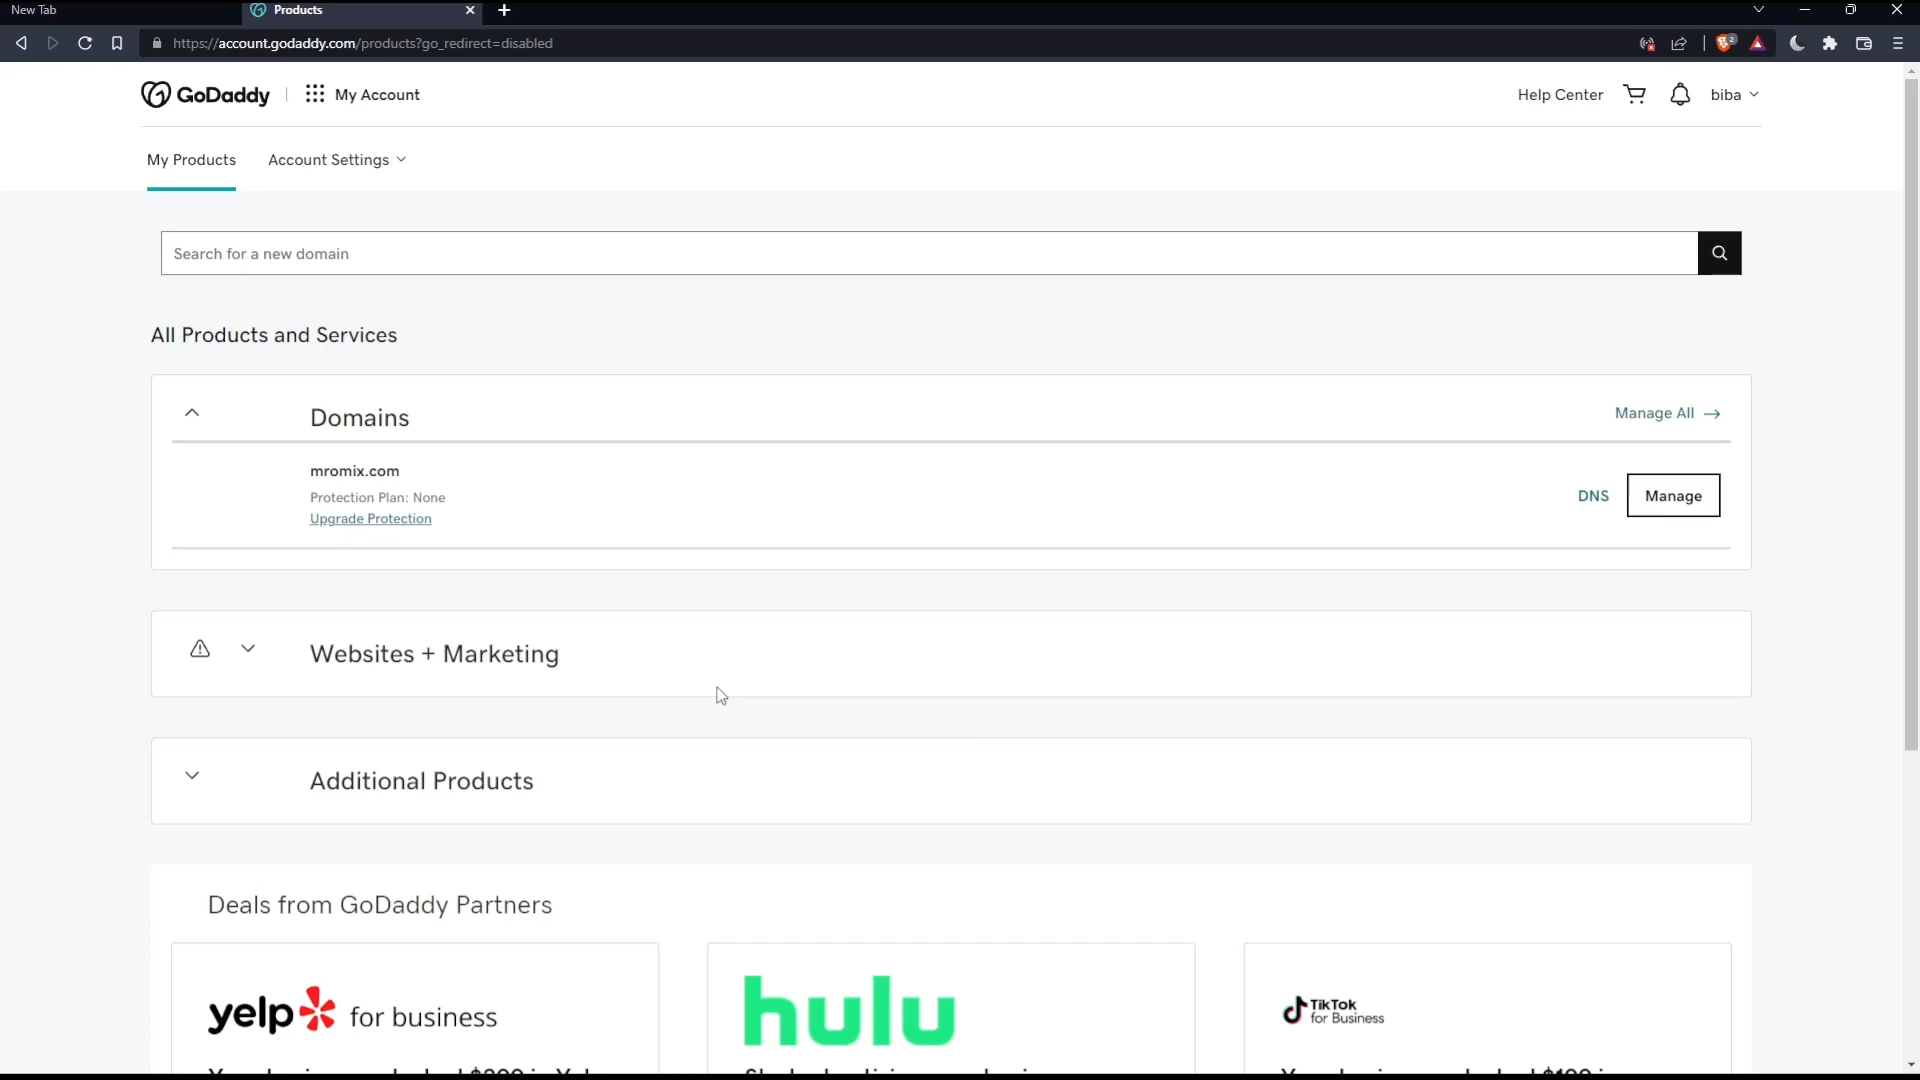 New Tab
Products
https://account.godaddy.com/products?go_redirect=disabled
2
GoDaddy
My Account
Help Center
biba
My Products
Account Settings
Search for a new domain
All Products and Services
Domains
Manage All →
mromix.com
Protection Plan: None
Upgrade Protection
DNS
Manage
Websites + Marketing
Additional Products
Deals from GoDaddy Partners
yelp for business
hulu
TikTok
for Business